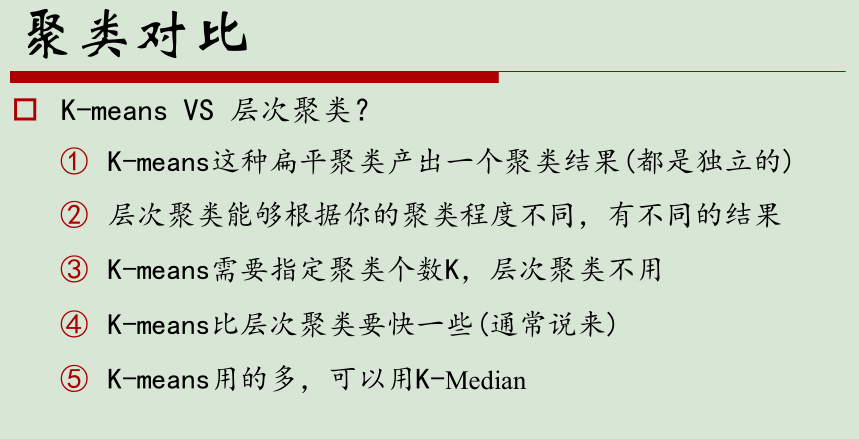 聚类对比
K-means VS 层次聚类?
① K-means这种扁平聚类产出一个聚类结果(都是独立的)
② 层次聚类能够根据你的聚类程度不同，有不同的结果
③ K-means需要指定聚类个数K，层次聚类不用
④ K-means比层次聚类要快一些(通常说来)
⑤ K-means用的多，可以用K-Median